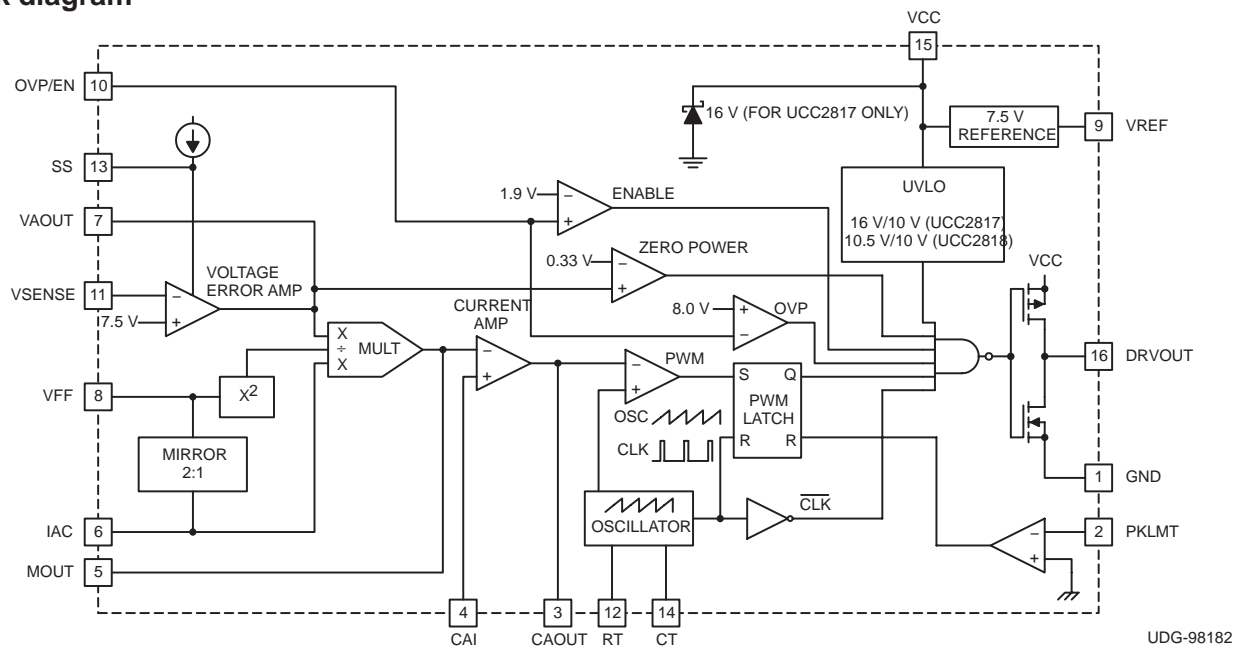 k diagram
VCC
15
OVP/EN 10
16 V (FOR UCC2817 ONLY)
7.5 V
REFERENCE
9 VREF
SS 13
UVLO
16 V/10 V (UCC2817)
10.5 V/10 V (UCC2818)
1.9 V
−
+
ENABLE
VAOUT 7
ZERO POWER
0.33 V
−
+
VCC
VOLTAGE
ERROR AMP
VSENSE 11
−
7.5 V
+
CURRENT
AMP
8.0 V
+
−
OVP
X
÷
X
MULT
−
+
−
+
PWM
16 DRVOUT
VFF 8
X2
S Q
PWM
LATCH
R R
OSC
CLK
MIRROR
2:1
1 GND
IAC 6
OSCILLATOR
CLK
2 PKLMT
−
+
MOUT 5
4
3
12
14
CAI
CAOUT
RT
CT
UDG-98182